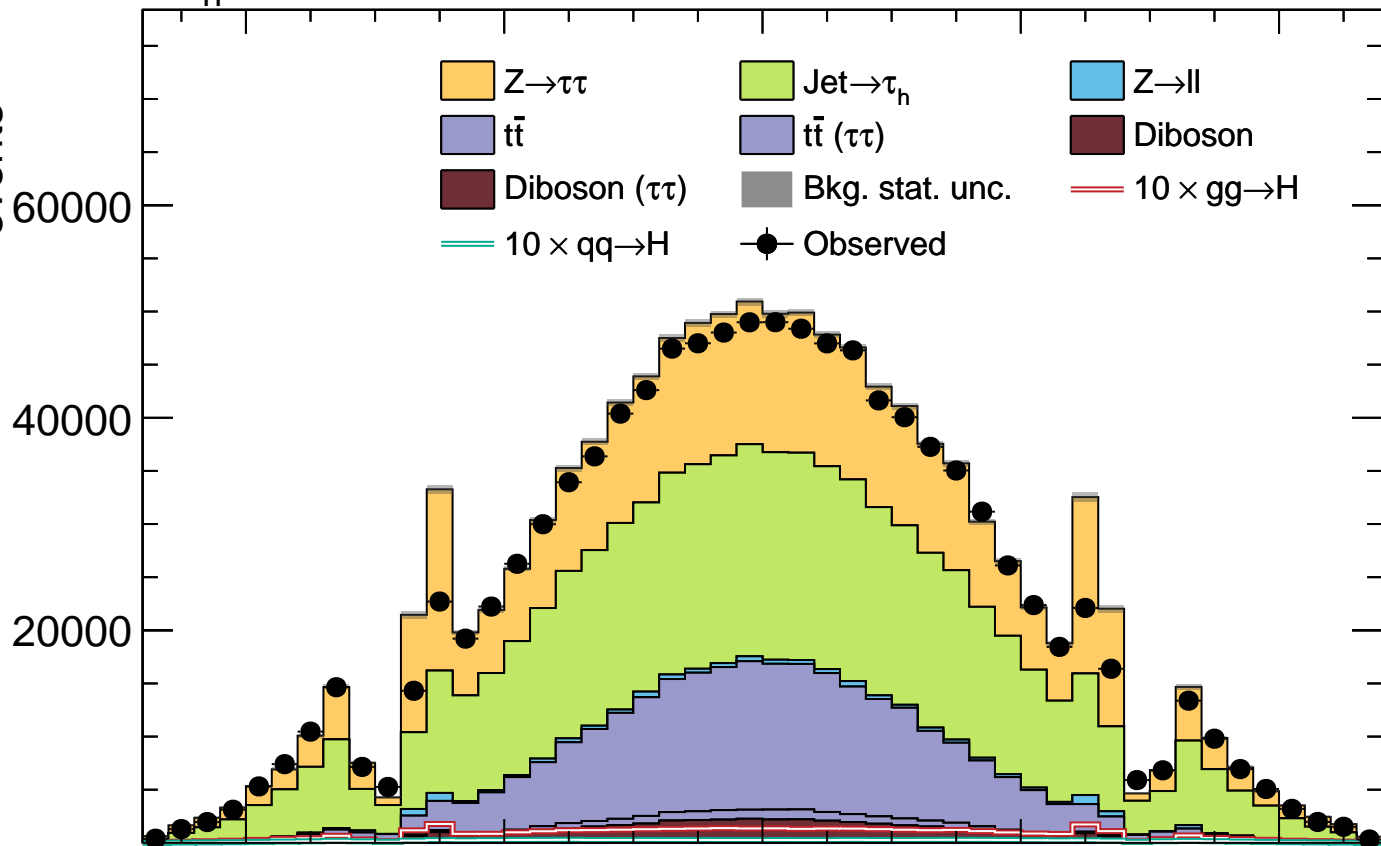 Z→ττ Jet→τh Z→ll
tt̄ tt̄ (ττ) Diboson
Diboson (ττ) Bkg. stat. unc. 10 × gg→H
10 × qq→H Observed
60000
40000
20000